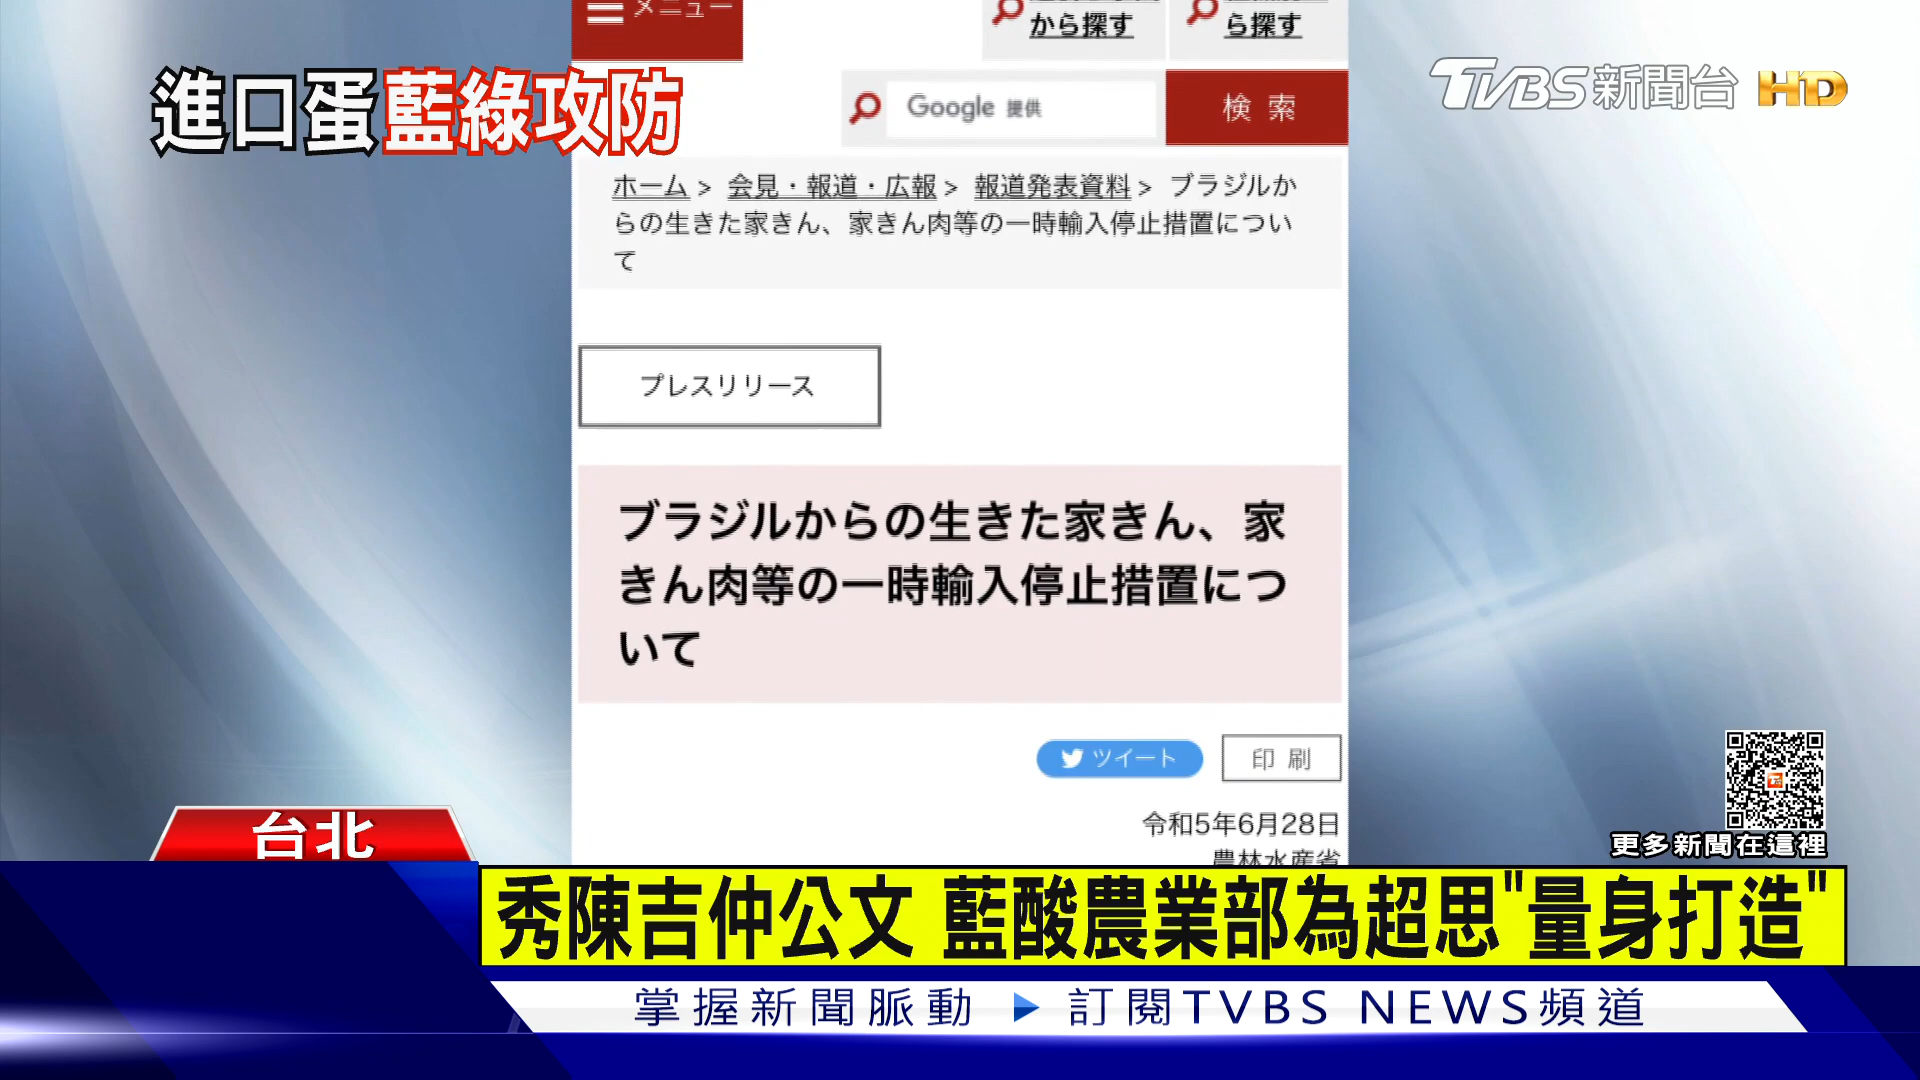 メニュー
から探す
ら探す
進口蛋藍綠攻防
TVBS新聞台 HD
Google 提供
検索
ホーム > 会見・報道・広報 > 報道発表資料 > ブラジルか
らの生きた家きん、家きん肉等の一時輸入停止措置につい
て
プレスリリース
ブラジルからの生きた家きん、家
きん肉等の一時輸入停止措置につ
いて
ツイート
印刷
令和5年6月28日
農林水産省
更多新聞在這裡
台北
秀陳吉仲公文 藍酸農業部為超思"量身打造"
掌握新聞脈動 ▶ 訂閱TVBS NEWS頻道